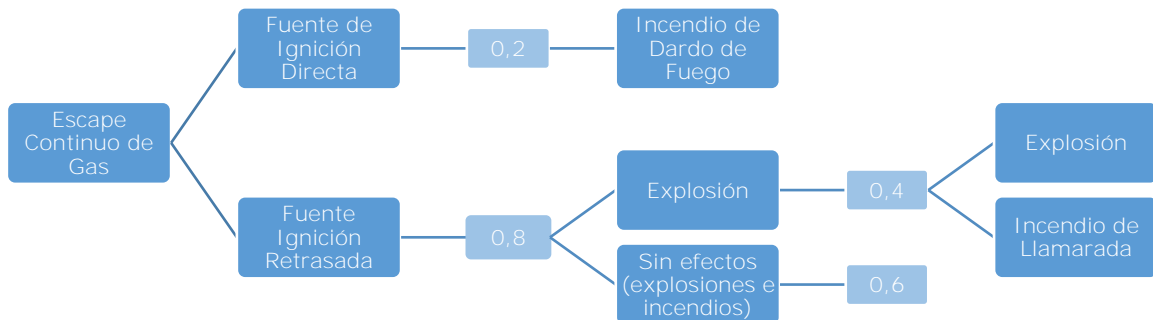 Escape
Continuo de
Gas
Fuente de
Ignición
Directa
0,2
Incendio de
Dardo de
Fuego
Fuente
Ignición
Retrasada
0,8
Explosión
0,4
Explosión
Incendio de
Llamarada
Sin efectos
(explosiones e
incendios)
0,6